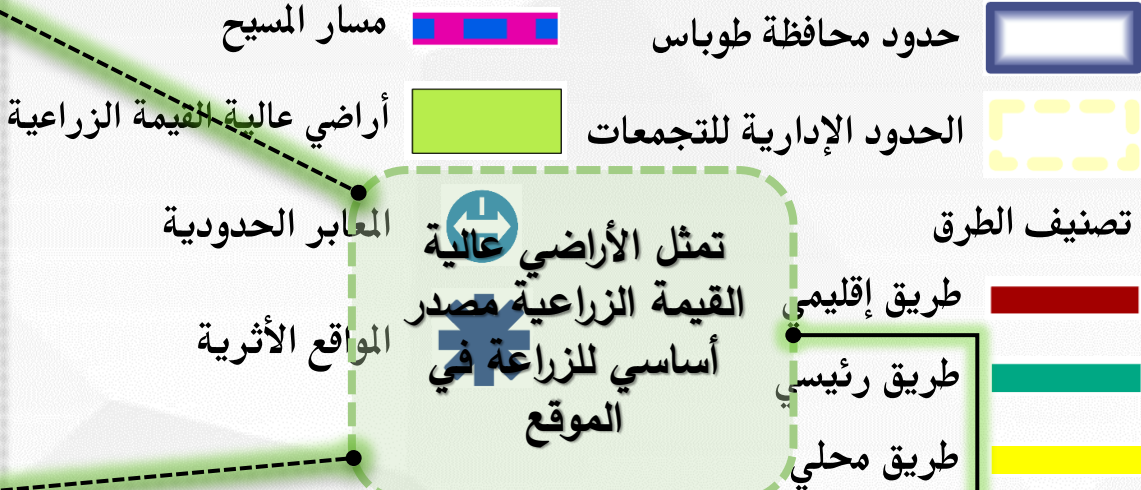 حدود محافظة طوباس
مسار المسيح
الحدود الإدارية للتجمعات
أراضي عالية القيمة الزراعية
تصنيف الطرق
المعابر الحدودية
طريق إقليمي
المواقع الأثرية
طريق رئيسي
طريق محلي
تمثل الأراضي عالية
القيمة الزراعية مصدر
أساسي للزراعة في
الموقع